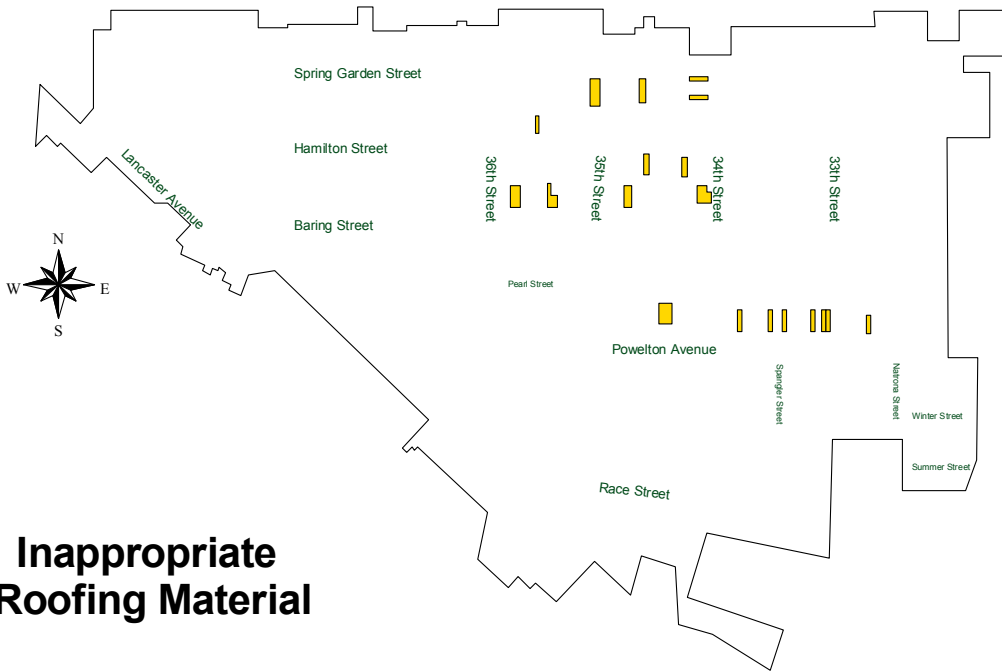 Spring Garden Street
Hamilton Street
Lancaster Avenue
36th Street
35th Street
34th Street
33th Street
Baring Street
N
W
E
S
Pearl Street
Powelton Avenue
Spangler Street
Natrona Street
Winter Street
Summer Street
Race Street
Inappropriate
Roofing Material